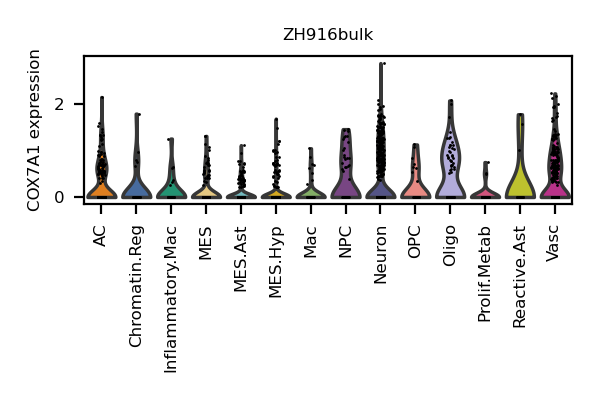 ZH916bulk
COX7A1 expression
2
0
AC
Chromatin.Reg
Inflammatory.Mac
MES
MES.Ast
MES.Hyp
Mac
NPC
Neuron
OPC
Oligo
Prolif.Metab
Reactive.Ast
Vasc